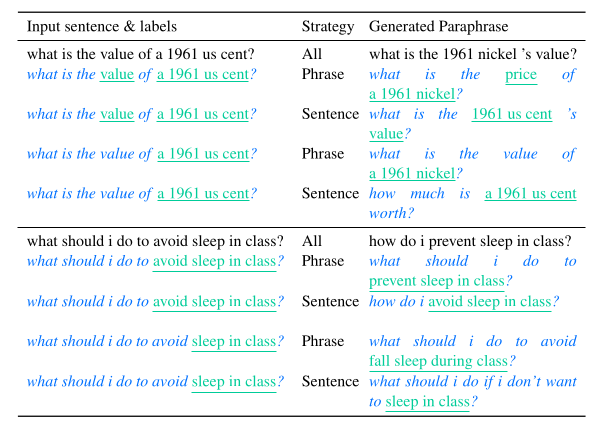 Input sentence & labels Strategy Generated Paraphrase
what is the value of a 1961 us cent? All what is the 1961 nickel 's value?
what is the value of a 1961 us cent? Phrase what is the price of
a 1961 nickel?
what is the value of a 1961 us cent? Sentence what is the 1961 us cent 's
value?
what is the value of a 1961 us cent? Phrase what is the value of
a 1961 nickel?
what is the value of a 1961 us cent? Sentence how much is a 1961 us cent
worth?
what should i do to avoid sleep in class? All how do i prevent sleep in class?
what should i do to avoid sleep in class? Phrase what should i do to
prevent sleep in class?
what should i do to avoid sleep in class? Sentence how do i avoid sleep in class?
what should i do to avoid sleep in class? Phrase what should i do to avoid
fall sleep during class?
what should i do to avoid sleep in class? Sentence what should i do if i don't want
to sleep in class?